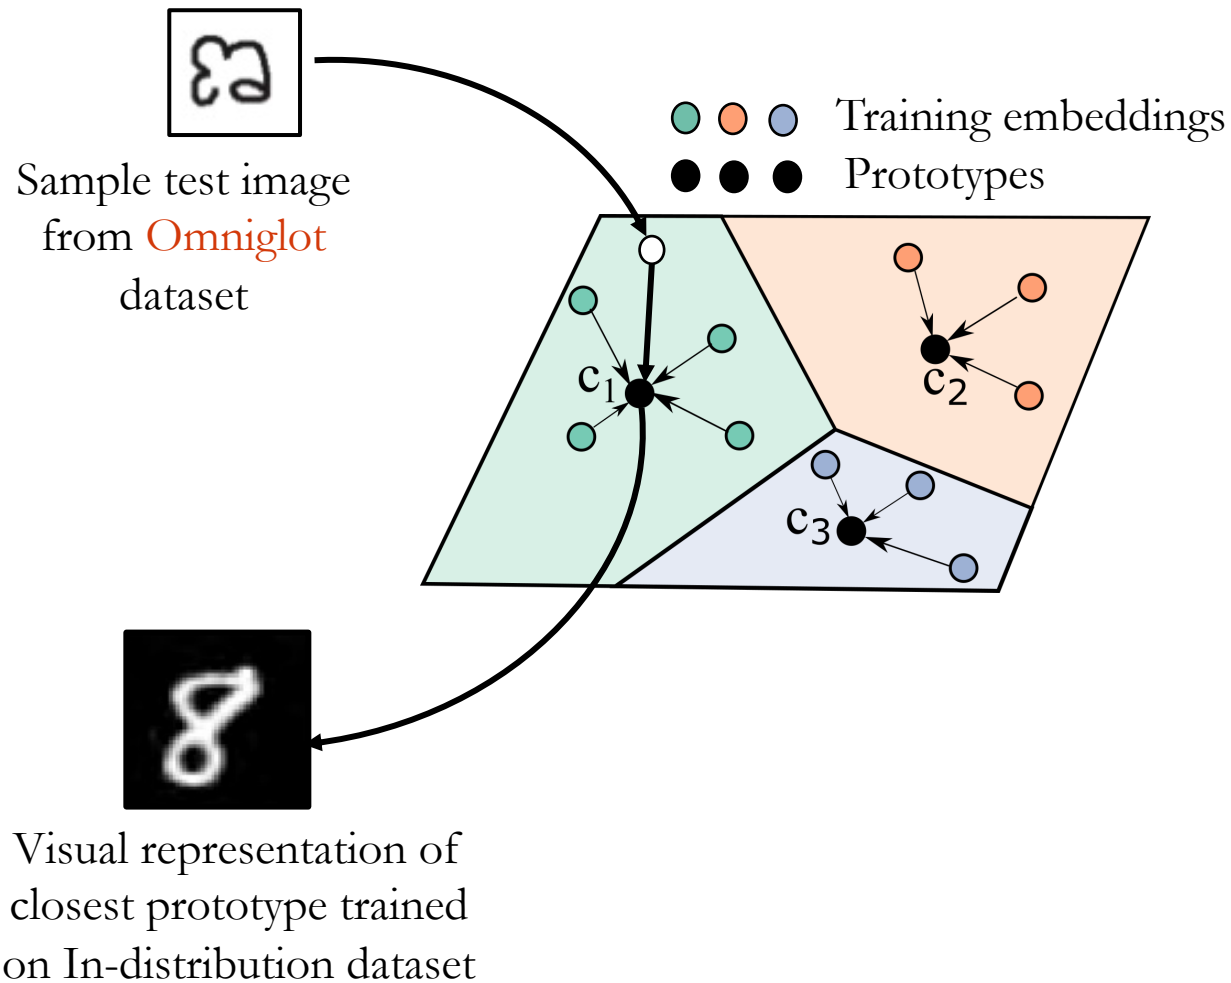 Sample test image
from Omniglot
dataset
Training embeddings
Prototypes
c1
c2
c3
8
Visual representation of
closest prototype trained
on In-distribution dataset